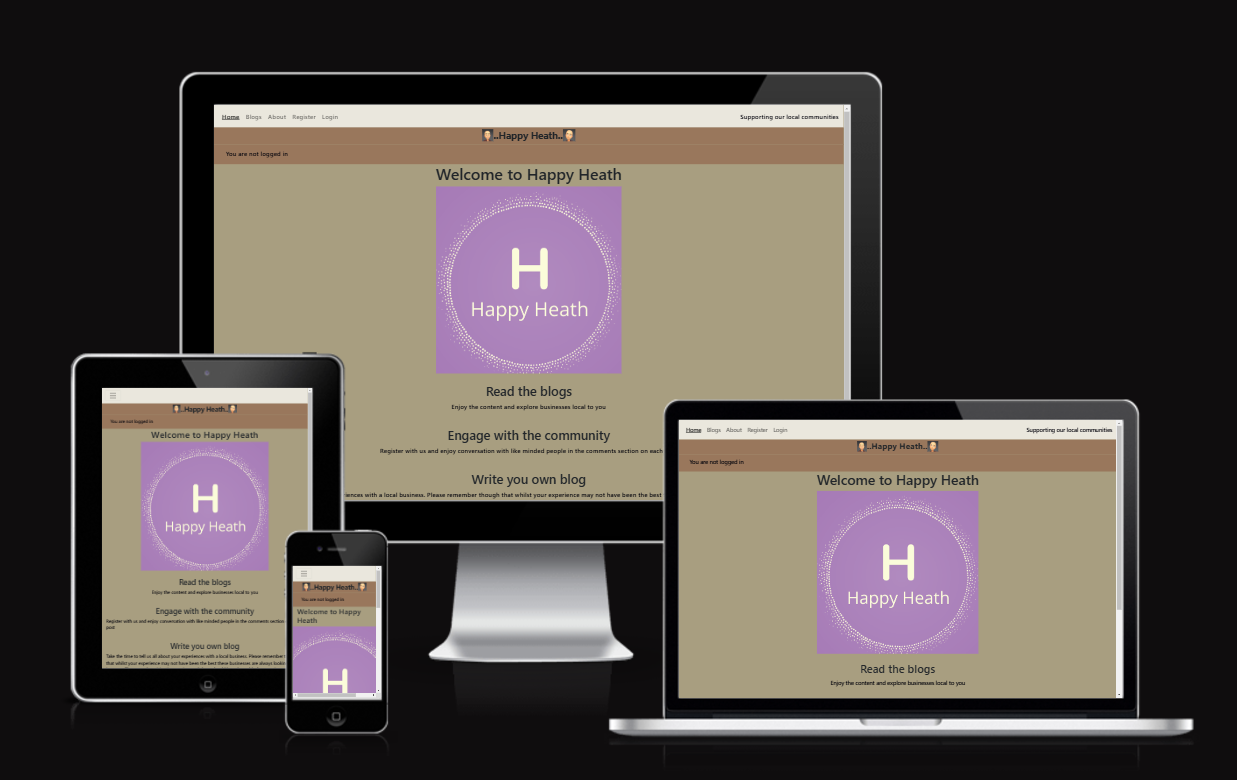 Home Blogs About Register Login
Supporting our local communities
..Happy Heath..
You are not logged in
Welcome to Happy Heath
H
Happy Heath
Read the blogs
Enjoy the content and explore businesses local to you
Engage with the community
Register with us and enjoy conversation with like minded people in the comments section on each
Write you own blog
ences with a local business. Please remember though that whilst your experience may not have been the best
..Happy Heath..
You are not logged in
Welcome to Happy Heath
H
Happy Heath
Read the blogs
Enjoy the content and explore businesses local to you
Engage with the community
Register with us and enjoy conversation with like minded people in the comments section
post
Write you own blog
Take the time to tell us all about your experiences with a local business. Please remember
that whilst your experience may not have been the best these businesses are always
..Happy Heath..
You are not logged in
Welcome to Happy
Heath
H
Home Blogs About Register Login
Supporting our local communities
..Happy Heath..
You are not logged in
Welcome to Happy Heath
H
Happy Heath
Read the blogs
Enjoy the content and explore businesses local to you